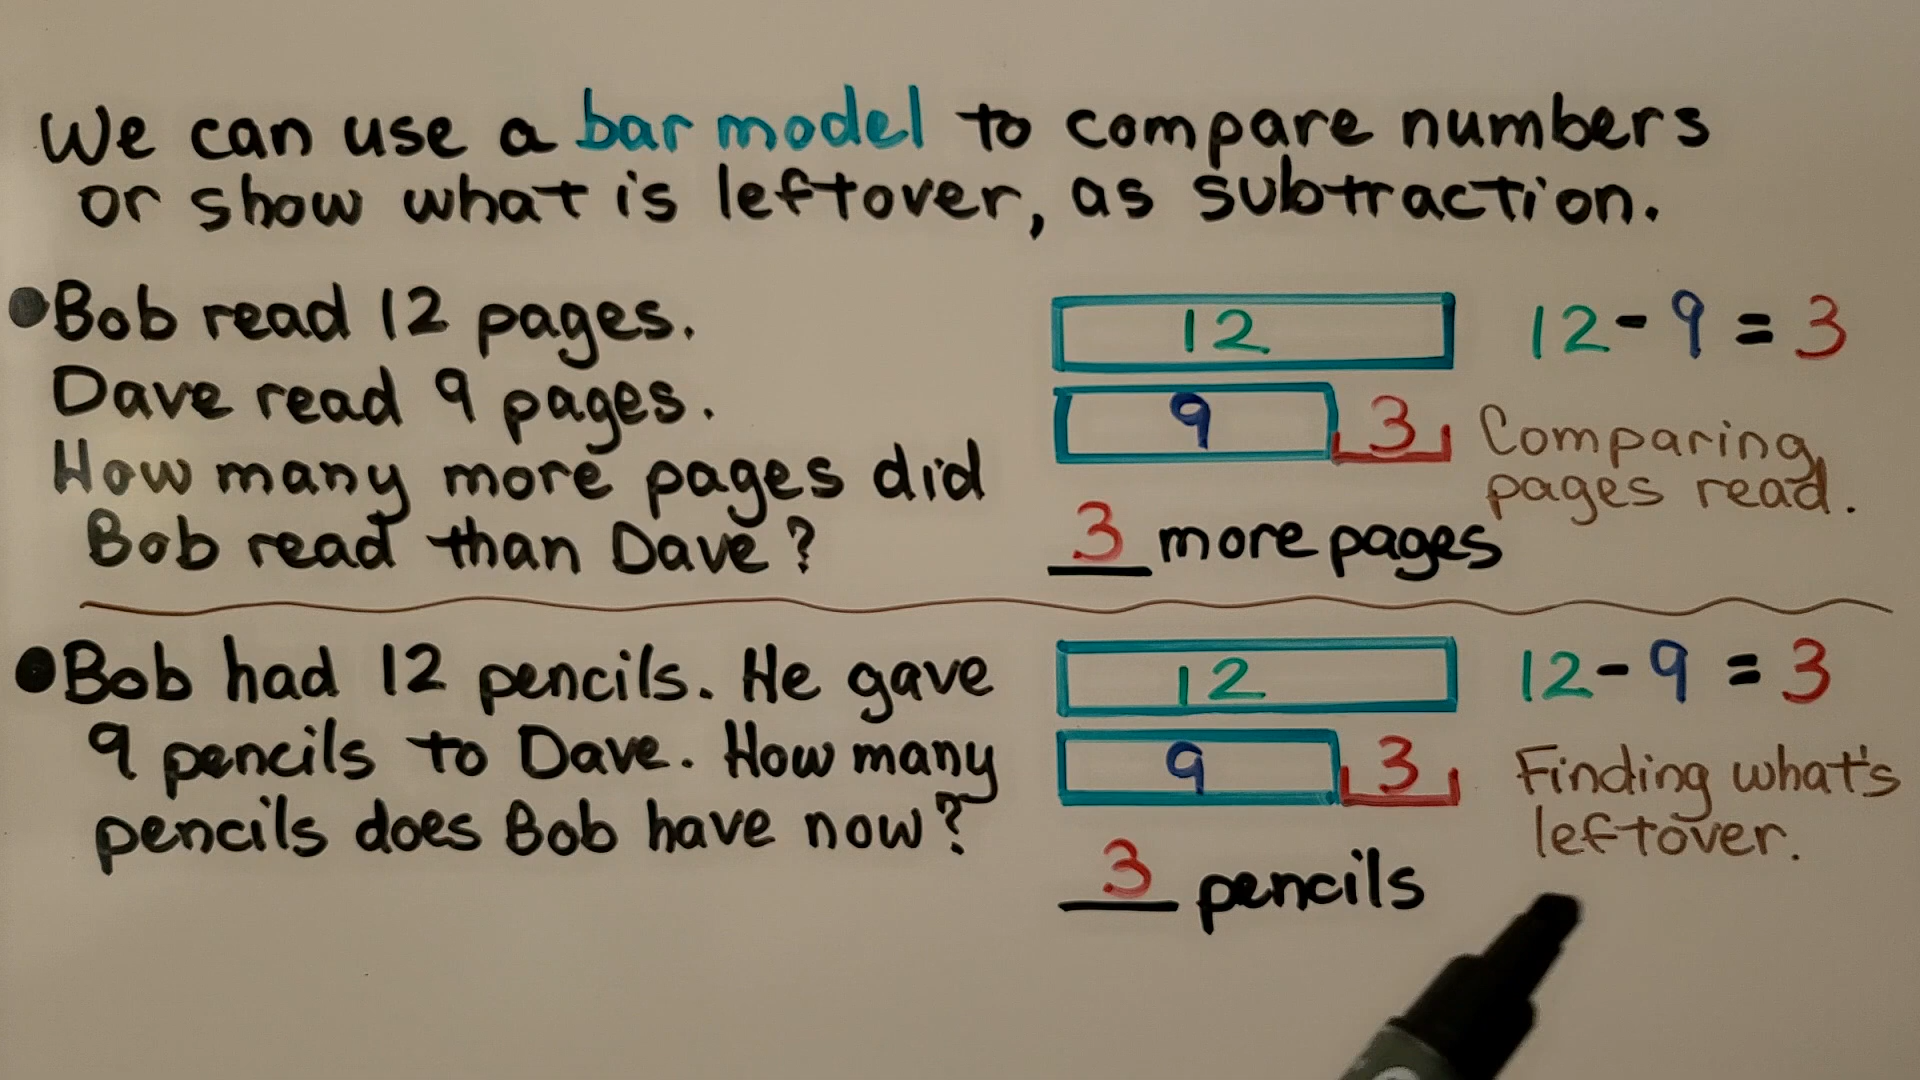 We can use a bar model to compare numbers
or show what is leftover, as subtraction.
●Bob read 12 pages.
Dave read 9 pages.
How many more pages did
Bob read than Dave?
12
12-9=3
9
3
Comparing
pages read.
3 more pages
●Bob had 12 pencils. He gave
9 pencils to Dave. How many
pencils does Bob have now?
12
12-9=3
9
3
Finding what's
leftover.
3 pencils